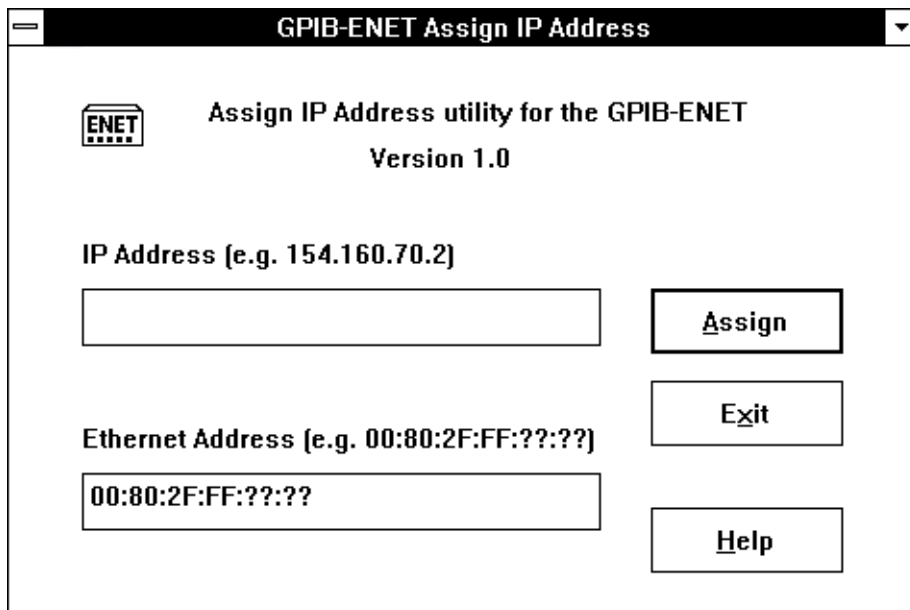 GPIB-ENET Assign IP Address
ENET
Assign IP Address utility for the GPIB-ENET
Version 1.0
IP Address (e.g. 154.160.70.2)
Assign
Exit
Ethernet Address (e.g. 00:80:2F:FF:??:??)
00:80:2F:FF:??:??
Help